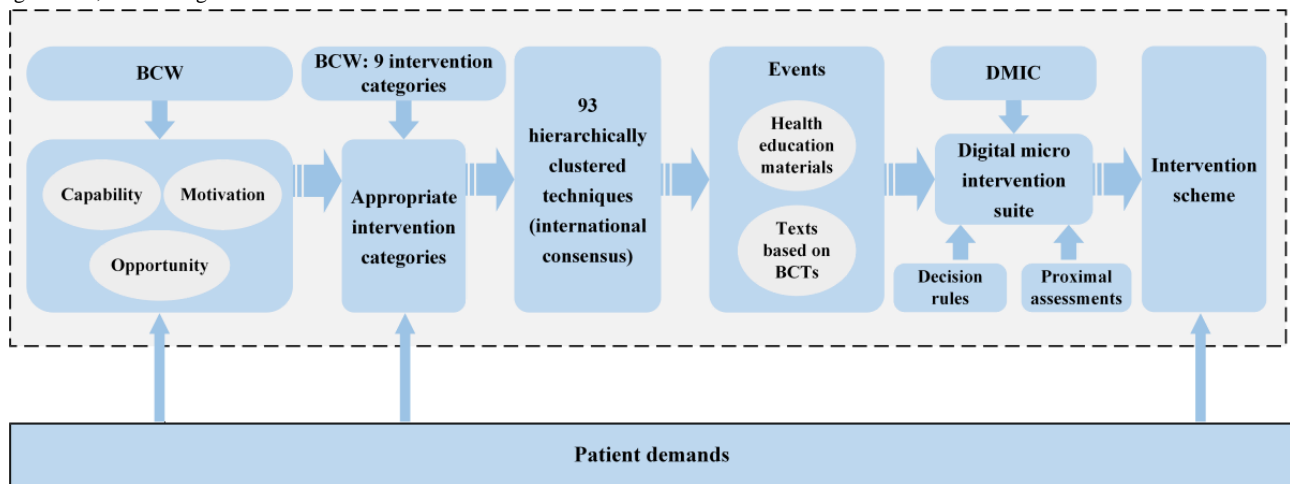 BCW
Capability
Motivation
Opportunity
BCW: 9 intervention
categories
Appropriate
intervention
categories
93
hierarchically
clustered
techniques
(international
consensus)
Events
Health
education
materials
Texts
based on
BCTs
DMIC
Digital micro
intervention
suite
Decision
rules
Proximal
assessments
Intervention
scheme
Patient demands